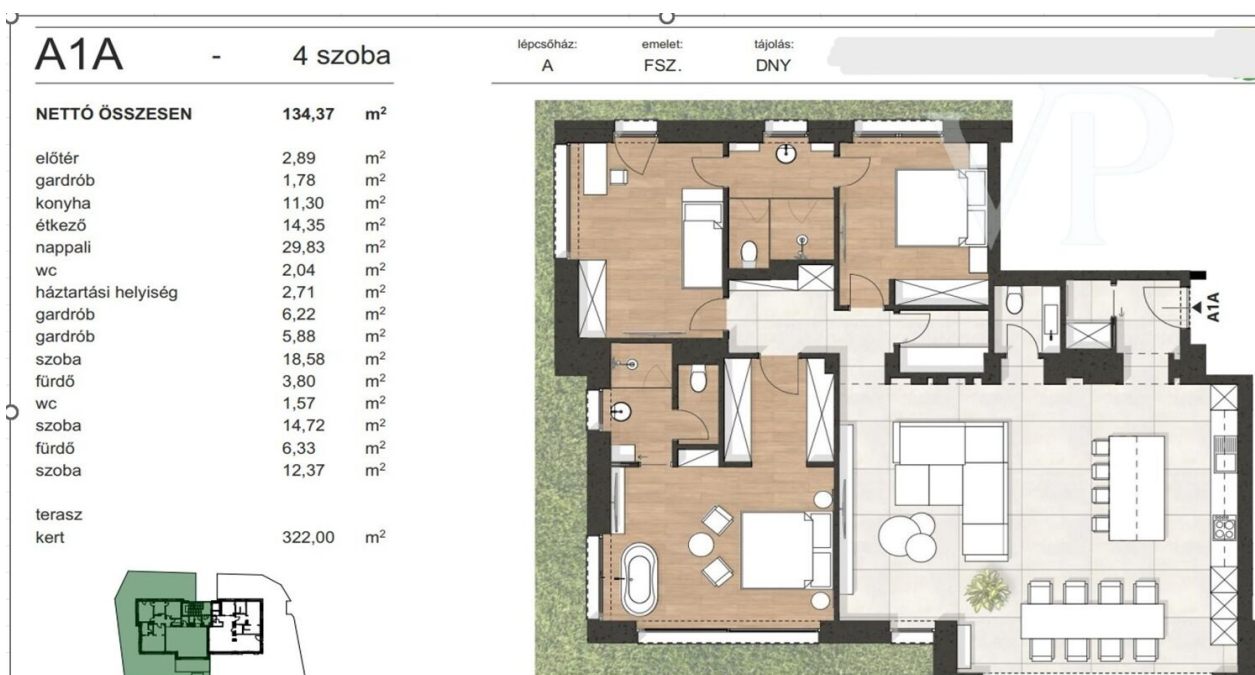 A1A - 4 szoba
lépcsőház: emelet: tájolás:
A FSZ. DNY
NETTÓ ÖSSZESEN 134,37 m²
előtér 2,89 m²
gardrób 1,78 m²
konyha 11,30 m²
étkező 14,35 m²
nappali 29,83 m²
wc 2,04 m²
háztartási helyiség 2,71 m²
gardrób 6,22 m²
gardrób 5,88 m²
szoba 18,58 m²
fürdő 3,80 m²
wc 1,57 m²
szoba 14,72 m²
fürdő 6,33 m²
szoba 12,37 m²
terasz
kert 322,00 m²
VP
A1A